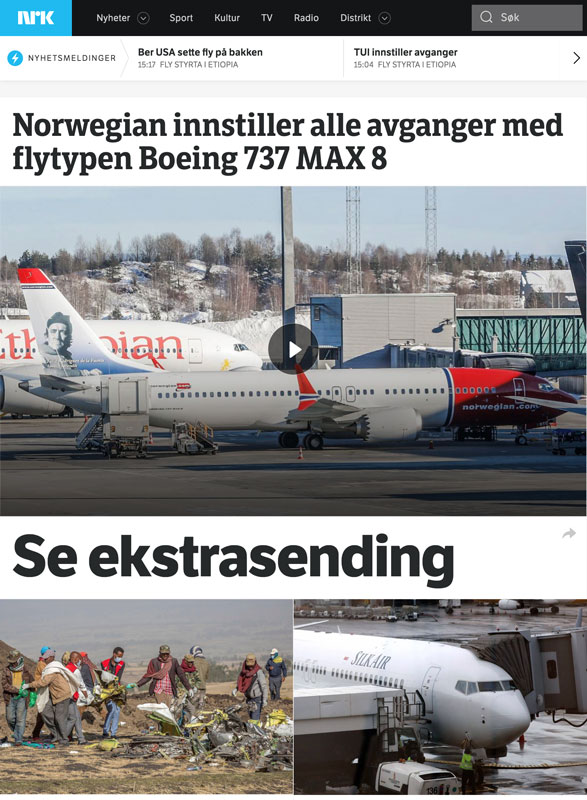 NRK
Nyheter Sport Kultur TV Radio Distrikt Søk
NYHETSMELDINGER
Ber USA sette fly på bakken
15:17 FLY STYRTA I ETIOPIA
TUI innstiller avganger
15:04 FLY STYRTA I ETIOPIA
Norwegian innstiller alle avganger med
flytypen Boeing 737 MAX 8
Ethiopian
norwegian.com
Se ekstrasending
SILKAIR